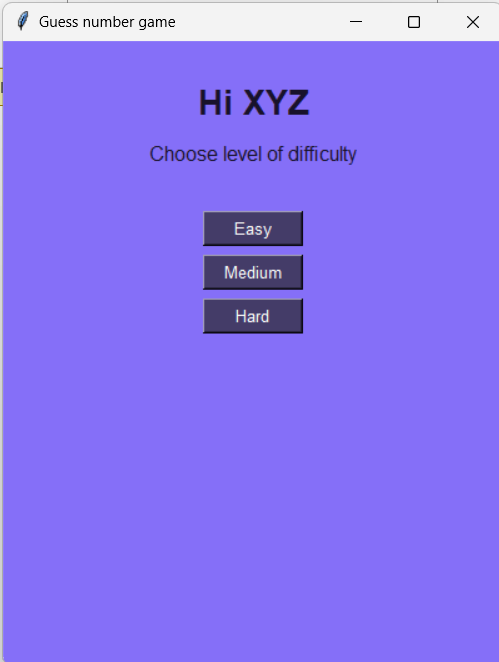 Guess number game
Hi XYZ
Choose level of difficulty
Easy
Medium
Hard